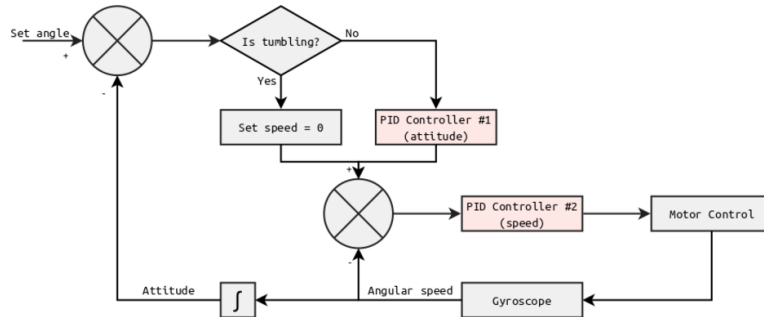 Set angle
+
-
Is tumbling?
No
Yes
Set speed = 0
PID Controller #1
(attitude)
+
-
PID Controller #2
(speed)
Motor Control
Attitude
∫
Angular speed
Gyroscope